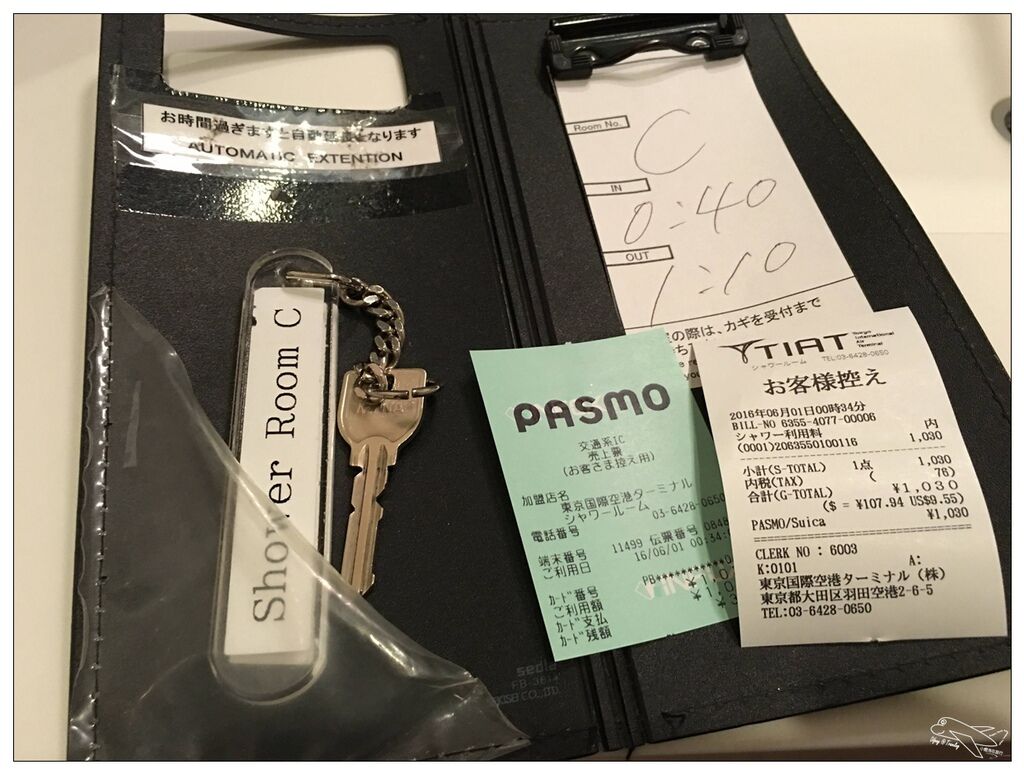 お時間過ぎますと自動延長となります
AUTOMATIC EXTENTION
Shower Room C
Room No.
C
IN
0:40
OUT
1:10
の際は、カギを受付まで
PASMO
交通系IC
売上票
(お客さま控え用)
加盟店名
東京国際空港ターミナル
シャワールーム
電話番号 03-6428-0650
端末番号 11499 伝票番号
ご利用日 16/06/01 00:34
カード番号
ご利用額
カード支払
カード残額
TIAT
Tokyo International Air Terminal
シャワールーム TEL:03-6428-0650
お客様控え
2016年06月01日00時34分
BILL-NO 6355-4077-00006
シャワー利用料 内
(0001)2063550100116 1,030
小計(S-TOTAL) 1点 1,030
内税(TAX) ( 76)
合計(G-TOTAL) ¥1,030
($ = ¥107.94 US$9.55)
PASMO/Suica ¥1,030
CLERK NO : 6003
K:0101 A:
東京国際空港ターミナル (株)
東京都大田区羽田空港2-6-5
TEL:03-6428-0650